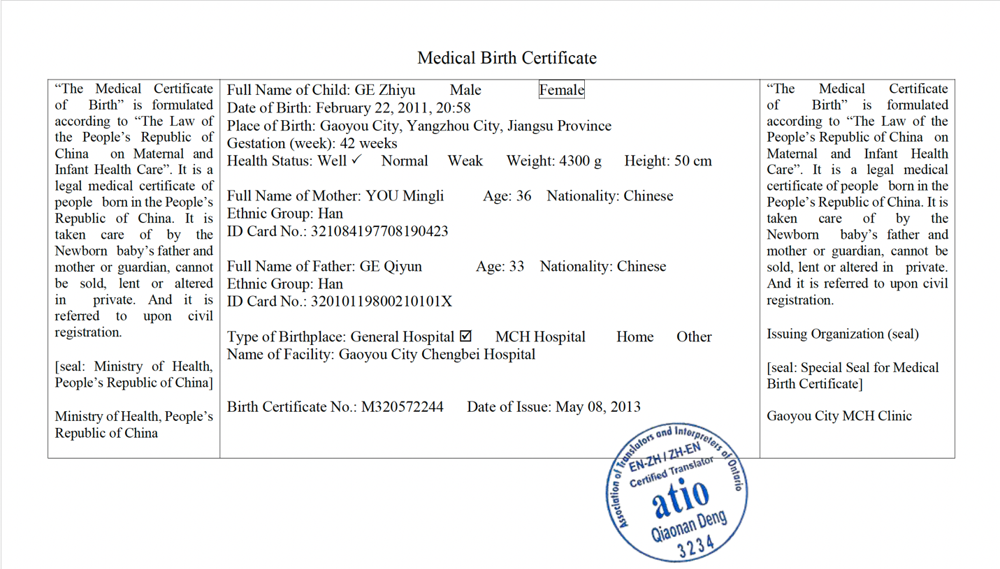 Medical Birth Certificate
“The Medical Certificate
of Birth” is formulated
according to “The Law of
the People’s Republic of
China on Maternal and
Infant Health Care”. It is a
legal medical certificate of
people born in the People’s
Republic of China. It is
taken care of by the
Newborn baby’s father and
mother or guardian, cannot
be sold, lent or altered
in private. And it is
referred to upon civil
registration.
[seal: Ministry of Health,
People’s Republic of China]
Ministry of Health, People’s
Republic of China
Full Name of Child: GE Zhiyu Male Female
Date of Birth: February 22, 2011, 20:58
Place of Birth: Gaoyou City, Yangzhou City, Jiangsu Province
Gestation (week): 42 weeks
Health Status: Well ✓ Normal Weak Weight: 4300 g Height: 50 cm
Full Name of Mother: YOU Mingli Age: 36 Nationality: Chinese
Ethnic Group: Han
ID Card No.: 321084197708190423
Full Name of Father: GE Qiyun Age: 33 Nationality: Chinese
Ethnic Group: Han
ID Card No.: 32010119800210101X
Type of Birthplace: General Hospital ☑ MCH Hospital Home Other
Name of Facility: Gaoyou City Chengbei Hospital
Birth Certificate No.: M320572244 Date of Issue: May 08, 2013
“The Medical Certificate
of Birth” is formulated
according to “The Law of the
People’s Republic of China on
Maternal and Infant Health
Care”. It is a legal medical
certificate of people born in the
People’s Republic of China. It is
taken care of by the
Newborn baby’s father and
mother or guardian, cannot be
sold, lent or altered in private.
And it is referred to upon civil
registration.
Issuing Organization (seal)
[seal: Special Seal for Medical
Birth Certificate]
Gaoyou City MCH Clinic
Association of Translators and Interpreters of Ontario
EN-ZH / ZH-EN
Certified Translator
atio
Qiaonan Deng
3234